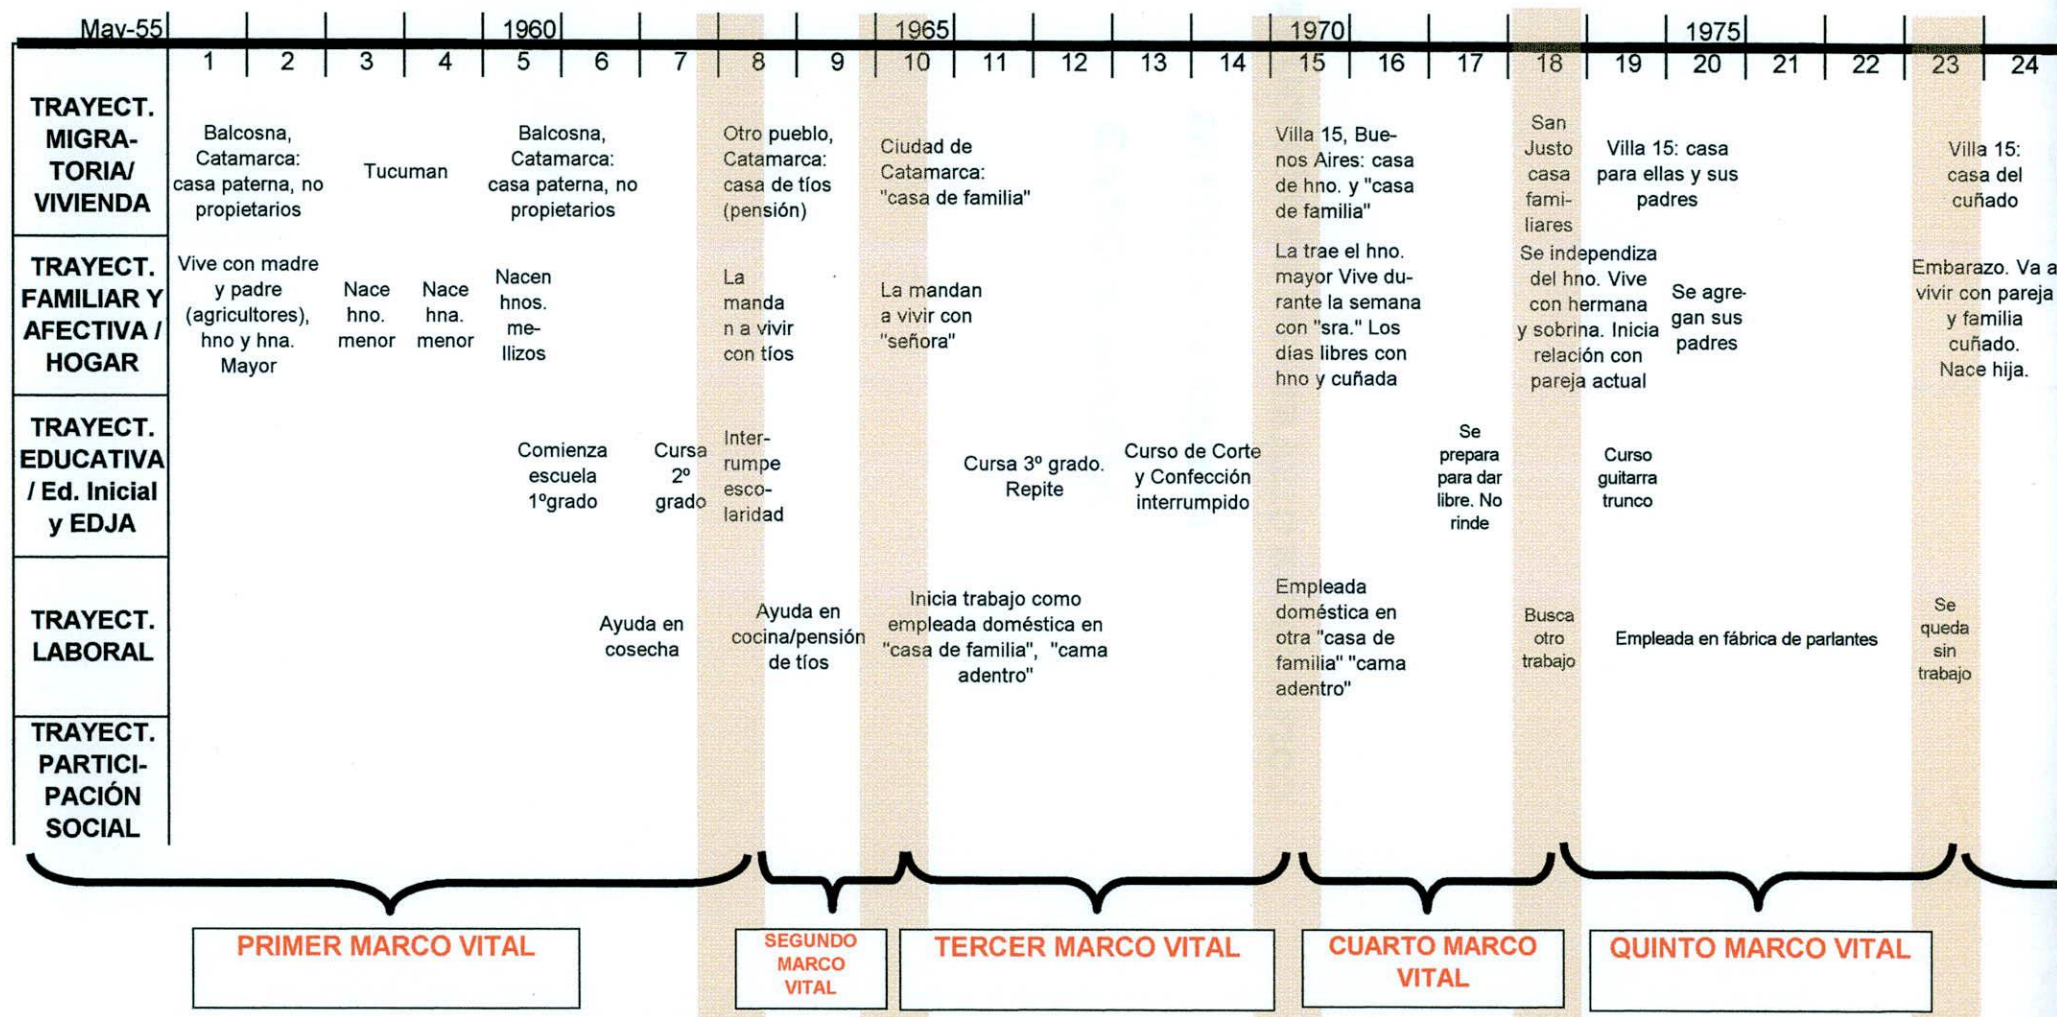 May-55 1960 1965 1970 1975
1 2 3 4 5 6 7 8 9 10 11 12 13 14 15 16 17 18 19 20 21 22 23 24
TRAYECT.
MIGRA-
TORIA/
VIVIENDA
Balcosna,
Catamarca:
casa paterna, no
propietarios
Tucuman
Balcosna,
Catamarca:
casa paterna, no
propietarios
Otro pueblo,
Catamarca:
casa de tíos
(pensión)
Ciudad de
Catamarca:
"casa de familia"
Villa 15, Bue-
nos Aires: casa
de hno. y "casa
de familia"
San
Justo
casa
fami-
liares
Villa 15: casa
para ellas y sus
padres
Villa 15:
casa del
cuñado
TRAYECT.
FAMILIAR Y
AFECTIVA /
HOGAR
Vive con madre
y padre
(agricultores),
hno y hna.
Mayor
Nace
hno.
menor
Nace
hna.
menor
Nacen
hnos.
me-
llizos
La
manda
n a vivir
con tíos
La mandan
a vivir con
"señora"
La trae el hno.
mayor Vive du-
rante la semana
con "sra." Los
días libres con
hno y cuñada
Se independiza
del hno. Vive
con hermana
y sobrina. Inicia
relación con
pareja actual
Se agre-
gan sus
padres
Embarazo. Va a
vivir con pareja
y familia
cuñado.
Nace hija.
TRAYECT.
EDUCATIVA
/ Ed. Inicial
y EDJA
Comienza
escuela
1ºgrado
Cursa
2º
grado
Inter-
rumpe
esco-
laridad
Cursa 3º grado.
Repite
Curso de Corte
y Confección
interrumpido
Se
prepara
para dar
libre. No
rinde
Curso
guitarra
trunco
TRAYECT.
LABORAL
Ayuda en
cosecha
Ayuda en
cocina/pensión
de tíos
Inicia trabajo como
empleada doméstica en
"casa de familia", "cama
adentro"
Empleada
doméstica en
otra "casa de
familia" "cama
adentro"
Busca
otro
trabajo
Empleada en fábrica de parlantes
Se
queda
sin
trabajo
TRAYECT.
PARTICI-
PACIÓN
SOCIAL
PRIMER MARCO VITAL
SEGUNDO
MARCO
VITAL
TERCER MARCO VITAL
CUARTO MARCO
VITAL
QUINTO MARCO VITAL